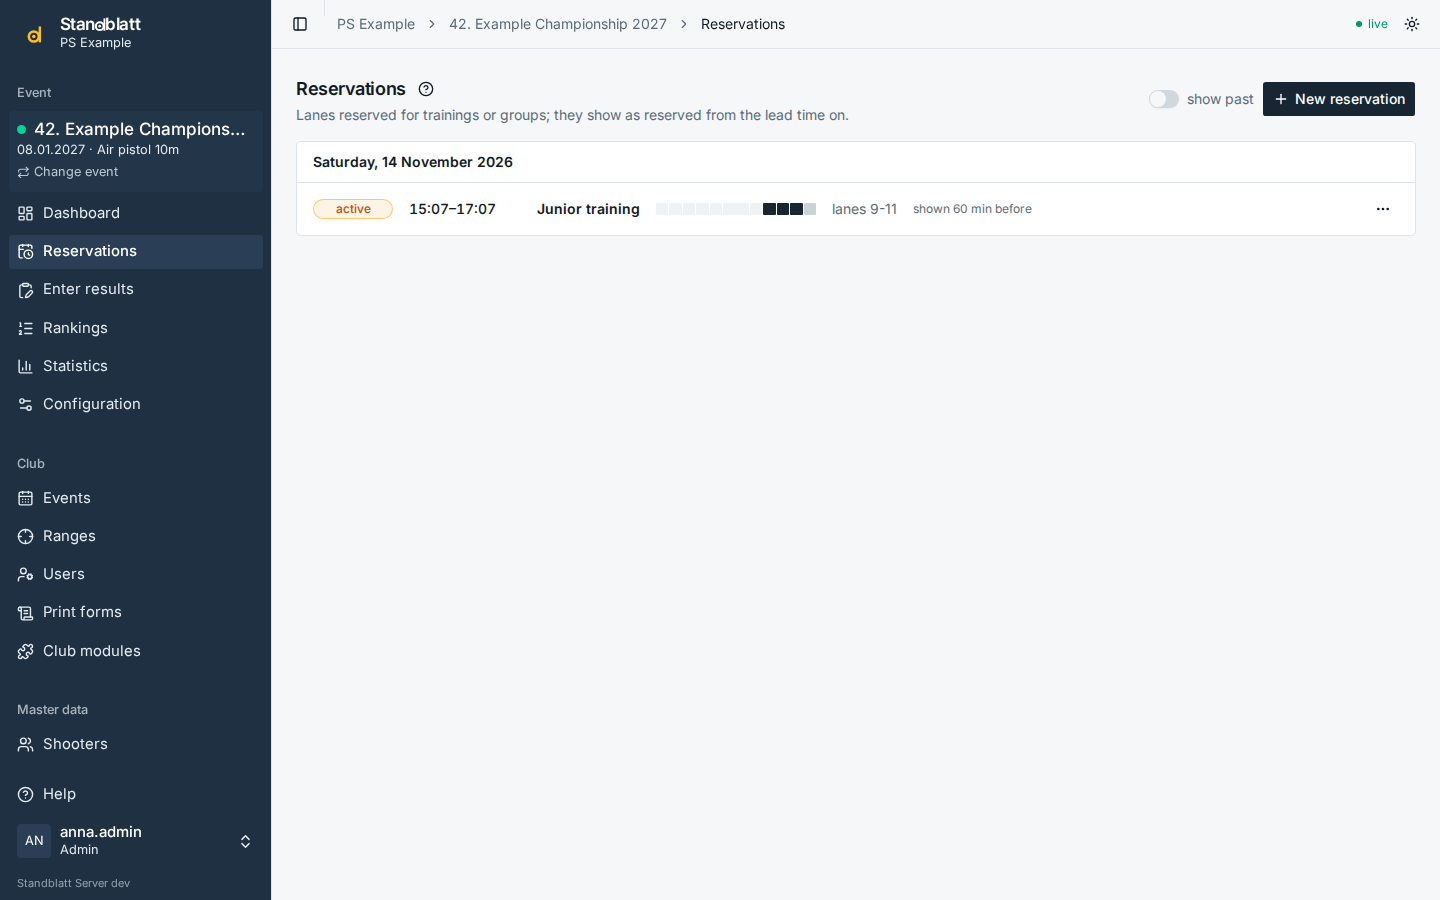 Standblatt
PS Example
Event
42. Example Champions...
08.01.2027 · Air pistol 10m
Change event
Dashboard
Reservations
Enter results
Rankings
Statistics
Configuration
Club
Events
Ranges
Users
Print forms
Club modules
Master data
Shooters
Help
AN
anna.admin
Admin
Standblatt Server dev
PS Example > 42. Example Championship 2027 > Reservations
live
Reservations
Lanes reserved for trainings or groups; they show as reserved from the lead time on.
show past
+ New reservation
Saturday, 14 November 2026
active 15:07–17:07 Junior training lanes 9-11 shown 60 min before